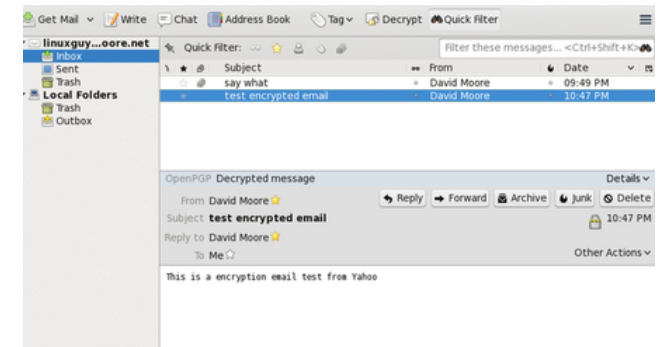 Get Mail Write Chat Address Book Tag Decrypt Quick Filter
linuxguy...oore.net
Inbox
Sent
Trash
Local Folders
Trash
Outbox
Quick Filter: Filter these messages... <Ctrl+Shift+K>
Subject From Date
say what David Moore 09:49 PM
test encrypted email David Moore 10:47 PM
OpenPGP Decrypted message Details
From David Moore Reply Forward Archive Junk Delete
Subject test encrypted email 10:47 PM
Reply to David Moore
To Me Other Actions
This is a encryption email test from Yahoo